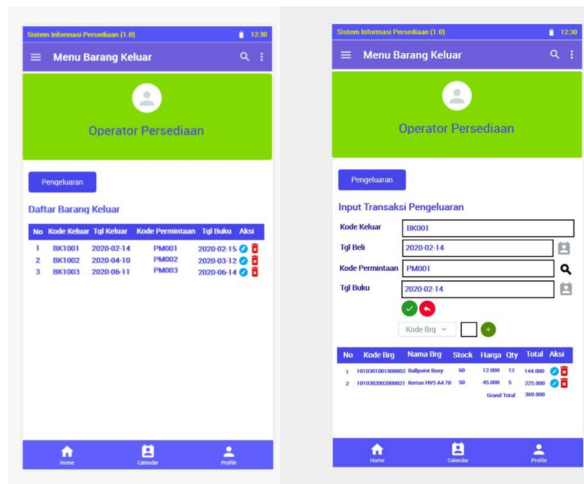 Sistem Informasi Persediaan (1.0) 12:30
Menu Barang Keluar
Operator Persediaan
Pengeluaran
Daftar Barang Keluar
No Kode Keluar Tgl Keluar Kode Permintaan Tgl Buku Aksi
1 BK1001 2020-02-14 PM001 2020-02-15
2 BK1002 2020-04-10 PM002 2020-03-12
3 BK1003 2020-06-11 PM003 2020-06-14
Home Calendar Profile
Sistem Informasi Persediaan (1.0) 12:30
Menu Barang Keluar
Operator Persediaan
Pengeluaran
Input Transaksi Pengeluaran
Kode Keluar BK001
Tgl Beli 2020-02-14
Kode Permintaan PM001
Tgl Buku 2020-02-14
Kode Brg
No Kode Brg Nama Brg Stock Harga Qty Total Aksi
1 Ballpoint Boxy 60 12.000 12 144.000
2 Kertas HVS A4 70 50 45.000 5 225.000
Grand Total 369.000
Home Calendar Profile